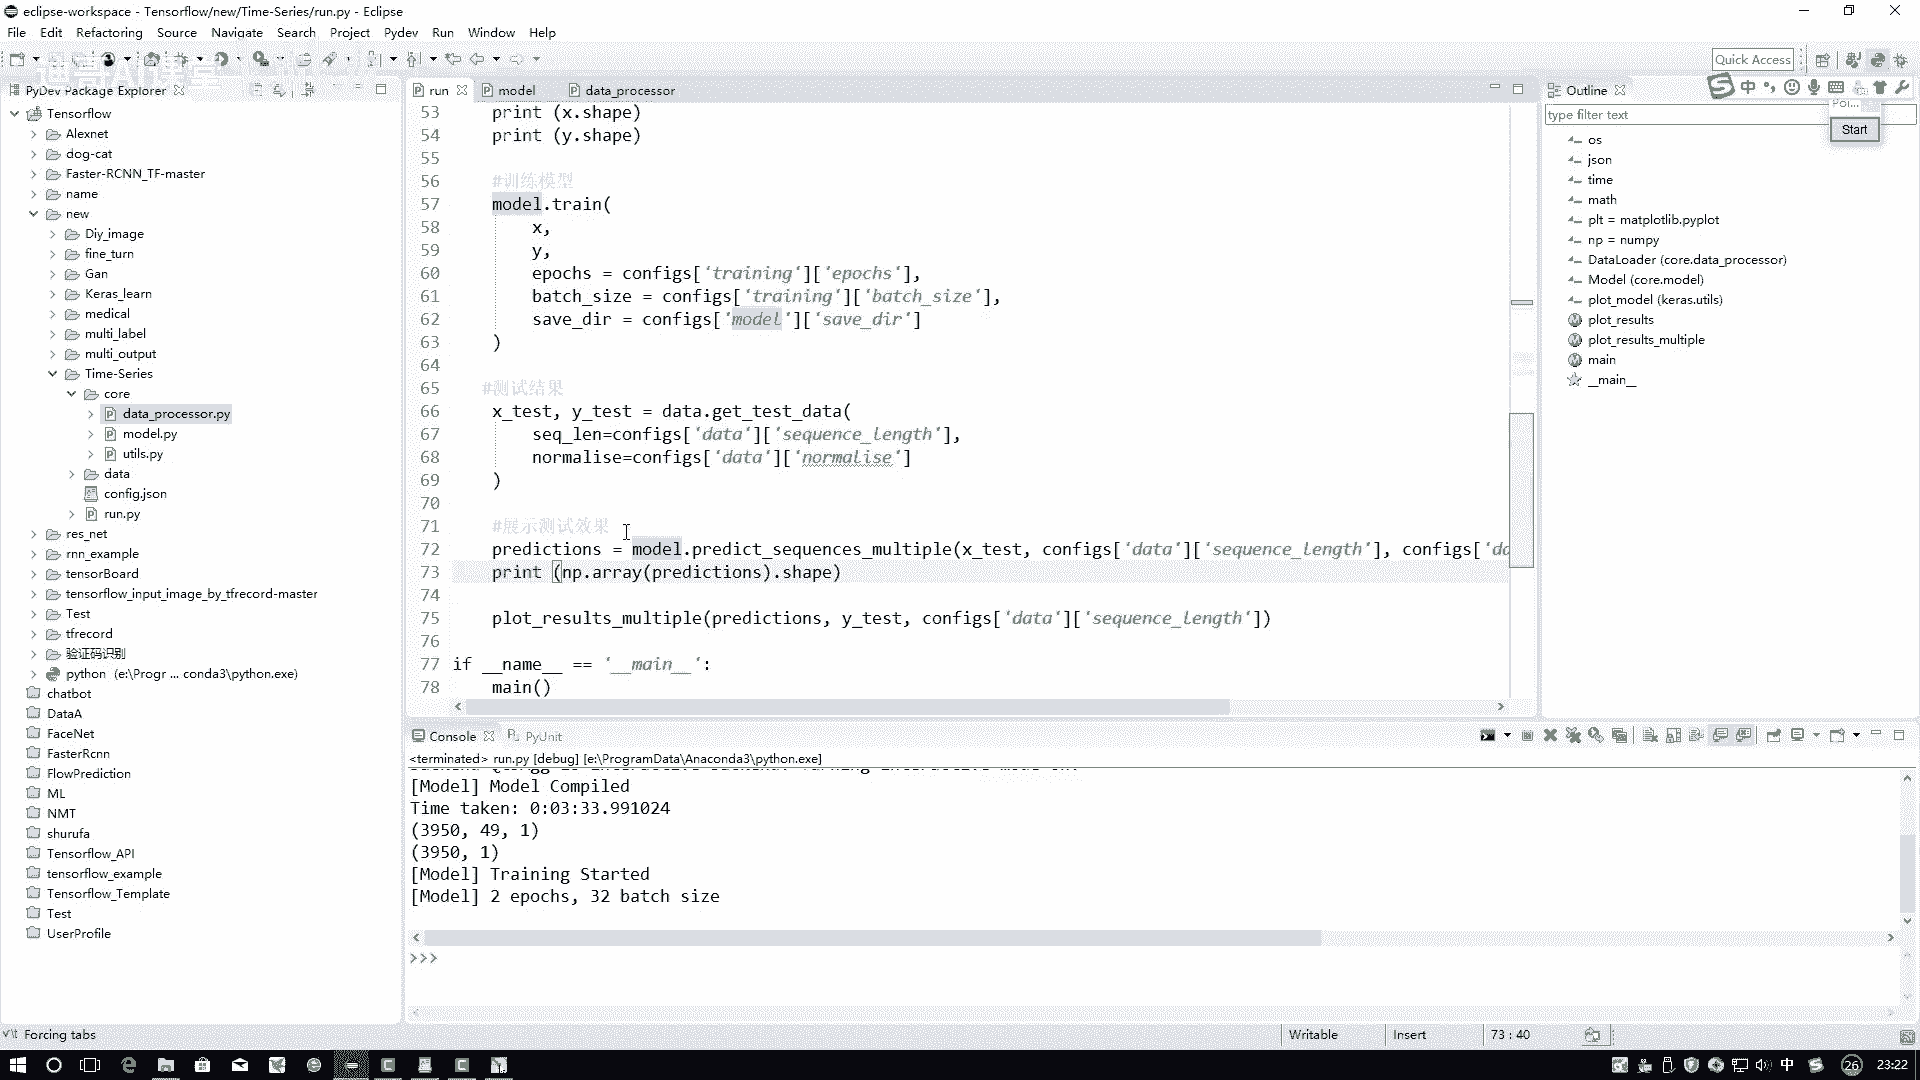 eclipse-workspace - Tensorflow/new/Time-Series/run.py - Eclipse
File Edit Refactoring Source Navigate Search Project Pydev Run Window Help
Quick Access
PyDev Package Explorer
Tensorflow
Alexnet
dog-cat
Faster-RCNN_TF-master
name
new
Diy_image
fine_turn
Gan
Keras_learn
medical
multi_label
multi_output
Time-Series
core
data_processor.py
model.py
utils.py
data
config.json
run.py
res_net
rnn_example
tensorBoard
tensorflow_input_image_by_tfrecord-master
Test
tfrecord
验证码识别
python (e:\Progr ... conda3\python.exe)
chatbot
DataA
FaceNet
FasterRcnn
FlowPrediction
ML
NMT
shurufa
Tensorflow_API
tensorflow_example
Tensorflow_Template
Test
UserProfile
run model data_processor
53 print (x.shape)
54 print (y.shape)
55
56 #训练模型
57 model.train(
58 x,
59 y,
60 epochs = configs['training']['epochs'],
61 batch_size = configs['training']['batch_size'],
62 save_dir = configs['model']['save_dir']
63 )
64
65 #测试结果
66 x_test, y_test = data.get_test_data(
67 seq_len=configs['data']['sequence_length'],
68 normalise=configs['data']['normalise']
69 )
70
71 #展示测试效果
72 predictions = model.predict_sequences_multiple(x_test, configs['data']['sequence_length'], configs['da
73 print (np.array(predictions).shape)
74
75 plot_results_multiple(predictions, y_test, configs['data']['sequence_length'])
76
77 if __name__ == '__main__':
78 main()
Outline
中
Start
type filter text
os
json
time
math
plt = matplotlib.pyplot
np = numpy
DataLoader (core.data_processor)
Model (core.model)
plot_model (keras.utils)
plot_results
plot_results_multiple
main
__main__
Console PyUnit
<terminated> run.py [debug] [e:\ProgramData\Anaconda3\python.exe]
[Model] Model Compiled
Time taken: 0:03:33.991024
(3950, 49, 1)
(3950, 1)
[Model] Training Started
[Model] 2 epochs, 32 batch size
>>>
Forcing tabs
Writable Insert 73 : 40
中 26 23:22